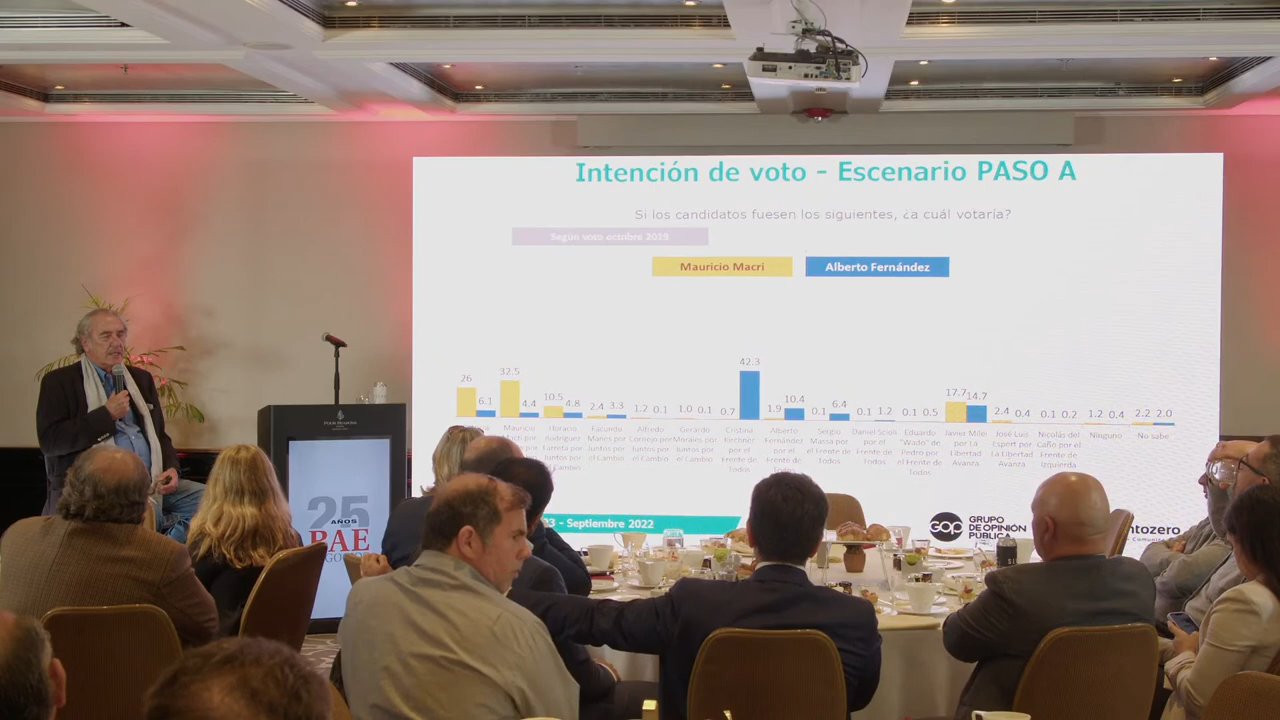 Intención de voto - Escenario PASO A
Si los candidatos fuesen los siguientes, ¿a cuál votaría?
Según voto octubre 2019
Mauricio Macri
Alberto Fernández
26 6.1 32.5 4.4 10.5 4.8 2.4 3.3 1.2 0.1 1.0 0.1 0.7 42.3 1.9 10.4 0.1 6.4 0.1 1.2 0.1 0.5 17.7 14.7 2.4 0.4 0.1 0.2 1.2 0.4 2.2 2.0
Mauricio
Horacio
Rodríguez
Larreta por
Juntos por
el Cambio
Facundo
Manes por
Juntos por
el Cambio
Alfredo
Cornejo por
Juntos por
el Cambio
Gerardo
Morales por
Juntos por
el Cambio
Cristina
Kirchner
por el
Frente de
Todos
Alberto
Fernández
por el
Frente de
Todos
Sergio
Massa por
el Frente de
Todos
Daniel Scioli
por el
Frente de
Todos
Eduardo
"Wado" de
Pedro por
el Frente de
Todos
Javier Milei
por La
Libertad
Avanza
José Luis
Espert por
La Libertad
Avanza
Nicolás del
Caño por el
Frente de
Izquierda
Ninguno
No sabe
23 - Septiembre 2022
GOP
GRUPO
DE OPINIÓN
PÚBLICA
ntozero
FOUR SEASONS
25
AÑOS
BAE